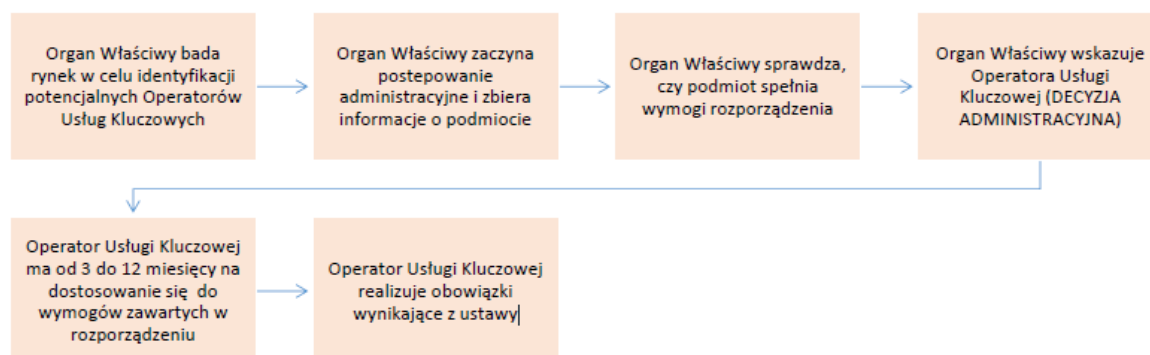 Organ Właściwy bada
rynek w celu identyfikacji
potencjalnych Operatorów
Usług Kluczowych
Organ Właściwy zaczyna
postepowanie
administracyjne i zbiera
informacje o podmiocie
Organ Właściwy sprawdza,
czy podmiot spełnia
wymogi rozporządzenia
Organ Właściwy wskazuje
Operatora Usługi
Kluczowej (DECYZJA
ADMINISTRACYJNA)
Operator Usługi Kluczowej
ma od 3 do 12 miesięcy na
dostosowanie się do
wymogów zawartych w
rozporządzeniu
Operator Usługi Kluczowej
realizuje obowiązki
wynikające z ustawy